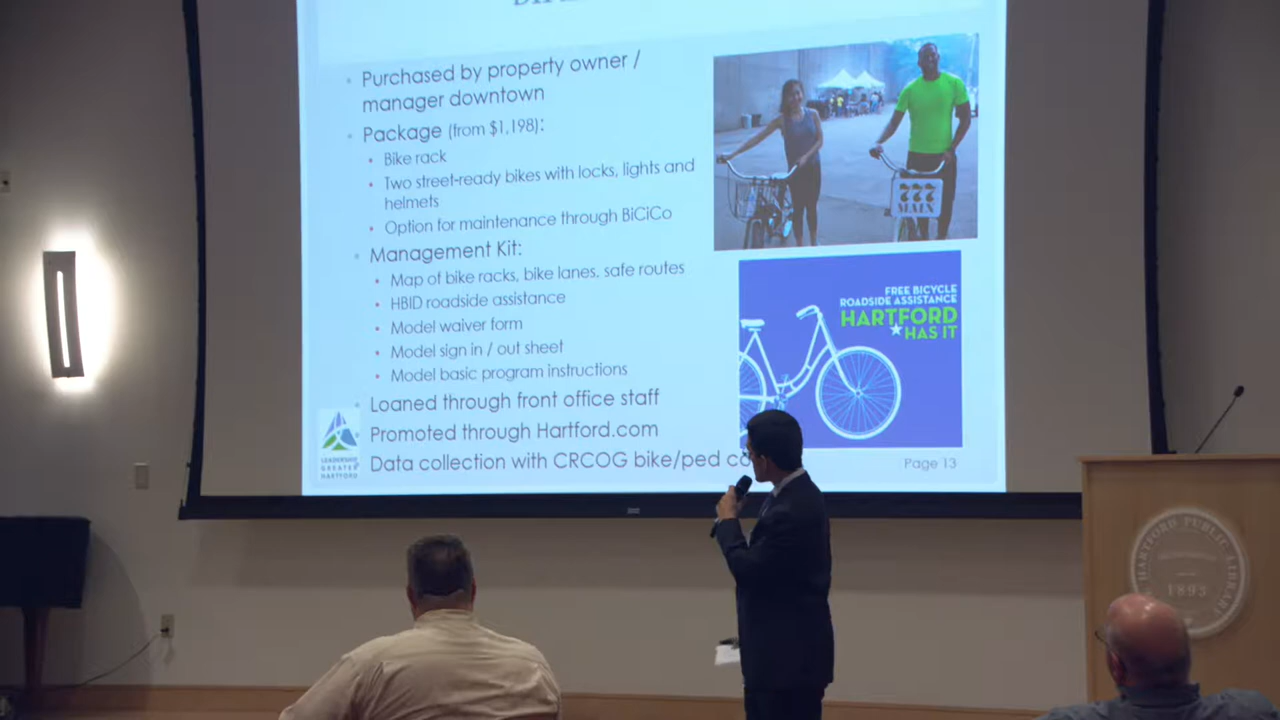 Purchased by property owner /
manager downtown
Package (from $1,198):
Bike rack
Two street-ready bikes with locks, lights and
helmets
Option for maintenance through BiCiCo
Management Kit:
Map of bike racks, bike lanes, safe routes
HBID roadside assistance
Model waiver form
Model sign in / out sheet
Model basic program instructions
Loaned through front office staff
Promoted through Hartford.com
Data collection with CRCOG bike/ped
777
MAIN
FREE BICYCLE
ROADSIDE ASSISTANCE
HARTFORD
HAS IT
LEADERSHIP
GREATER
HARTFORD
Page 13
HARTFORD PUBLIC LIBRARY
1893